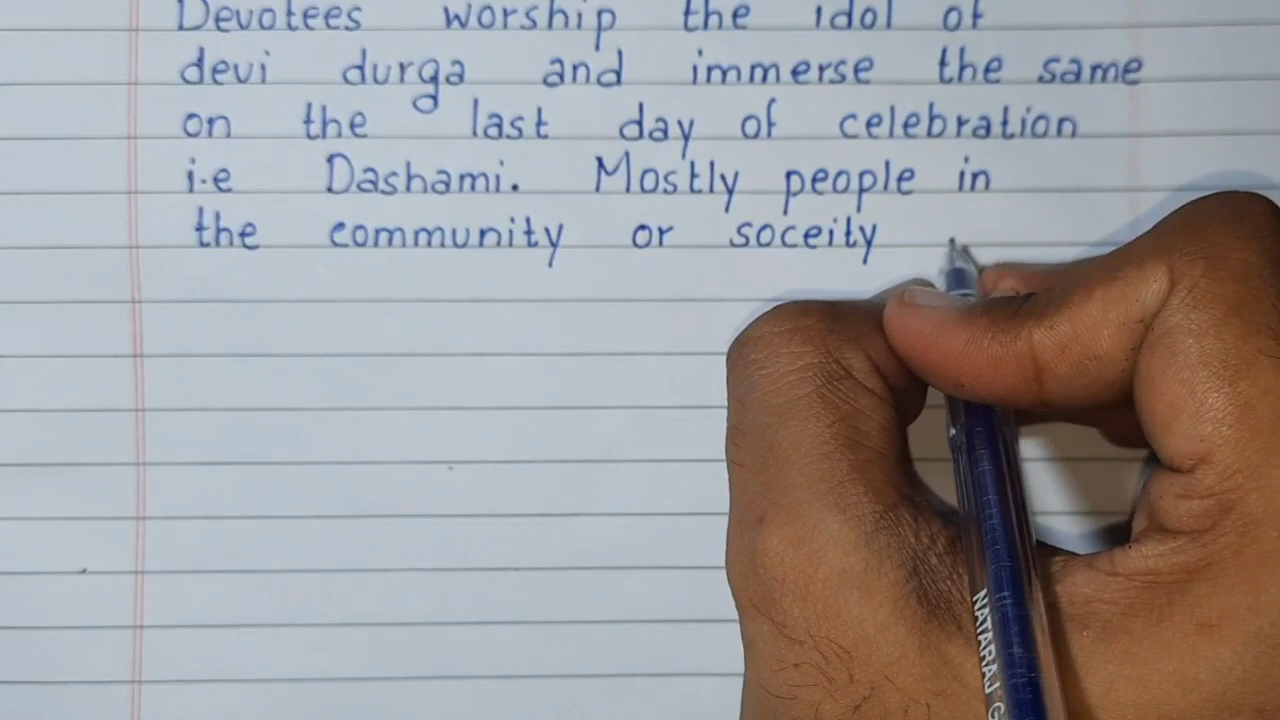 Devotees worship the idol of
devi durga and immerse the same
on the last day of celebration
i.e Dashami. Mostly people in
the community or soceity
NATARAJ G